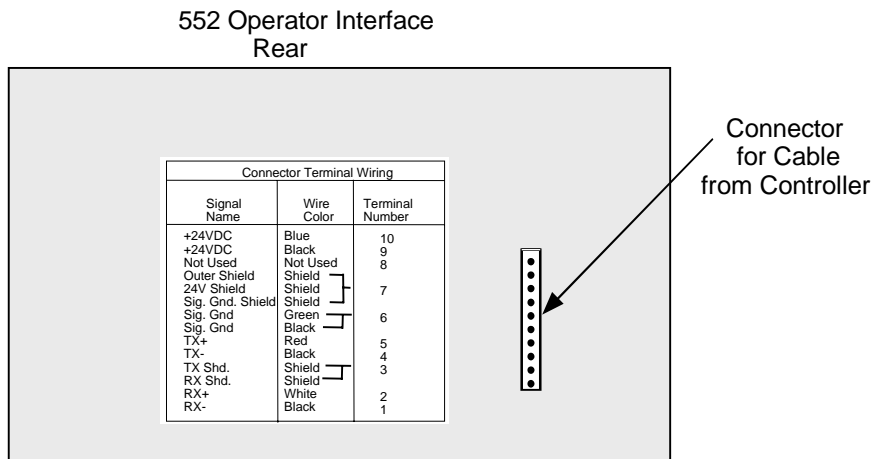 552 Operator Interface
Rear
Connector
for Cable
from Controller
Connector Terminal Wiring
Signal Name Wire Color Terminal Number
+24VDC Blue 10
+24VDC Black 9
Not Used Not Used 8
Outer Shield Shield
24V Shield Shield 7
Sig. Gnd. Shield Shield
Sig. Gnd Green 6
Sig. Gnd Black
TX+ Red 5
TX- Black 4
TX Shd. Shield 3
RX Shd. Shield
RX+ White 2
RX- Black 1